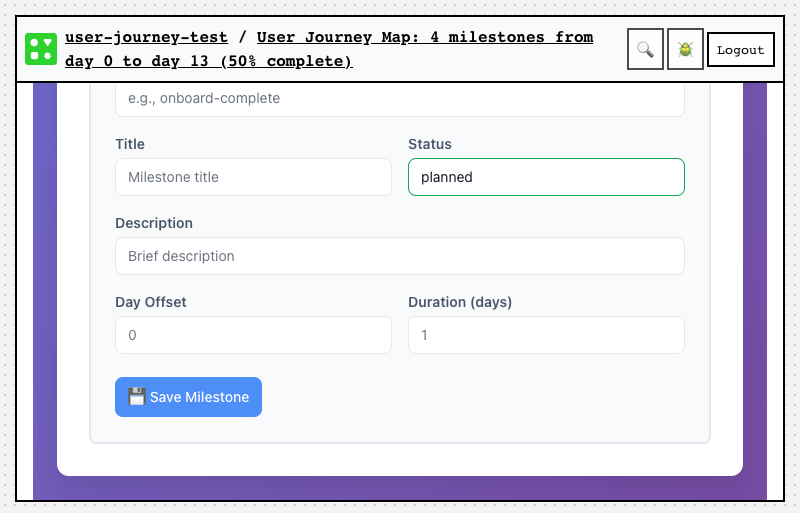 user-journey-test / User Journey Map: 4 milestones from
day 0 to day 13 (50% complete)
Logout
e.g., onboard-complete
Title
Status
Milestone title
planned
Description
Brief description
Day Offset
Duration (days)
0
1
Save Milestone